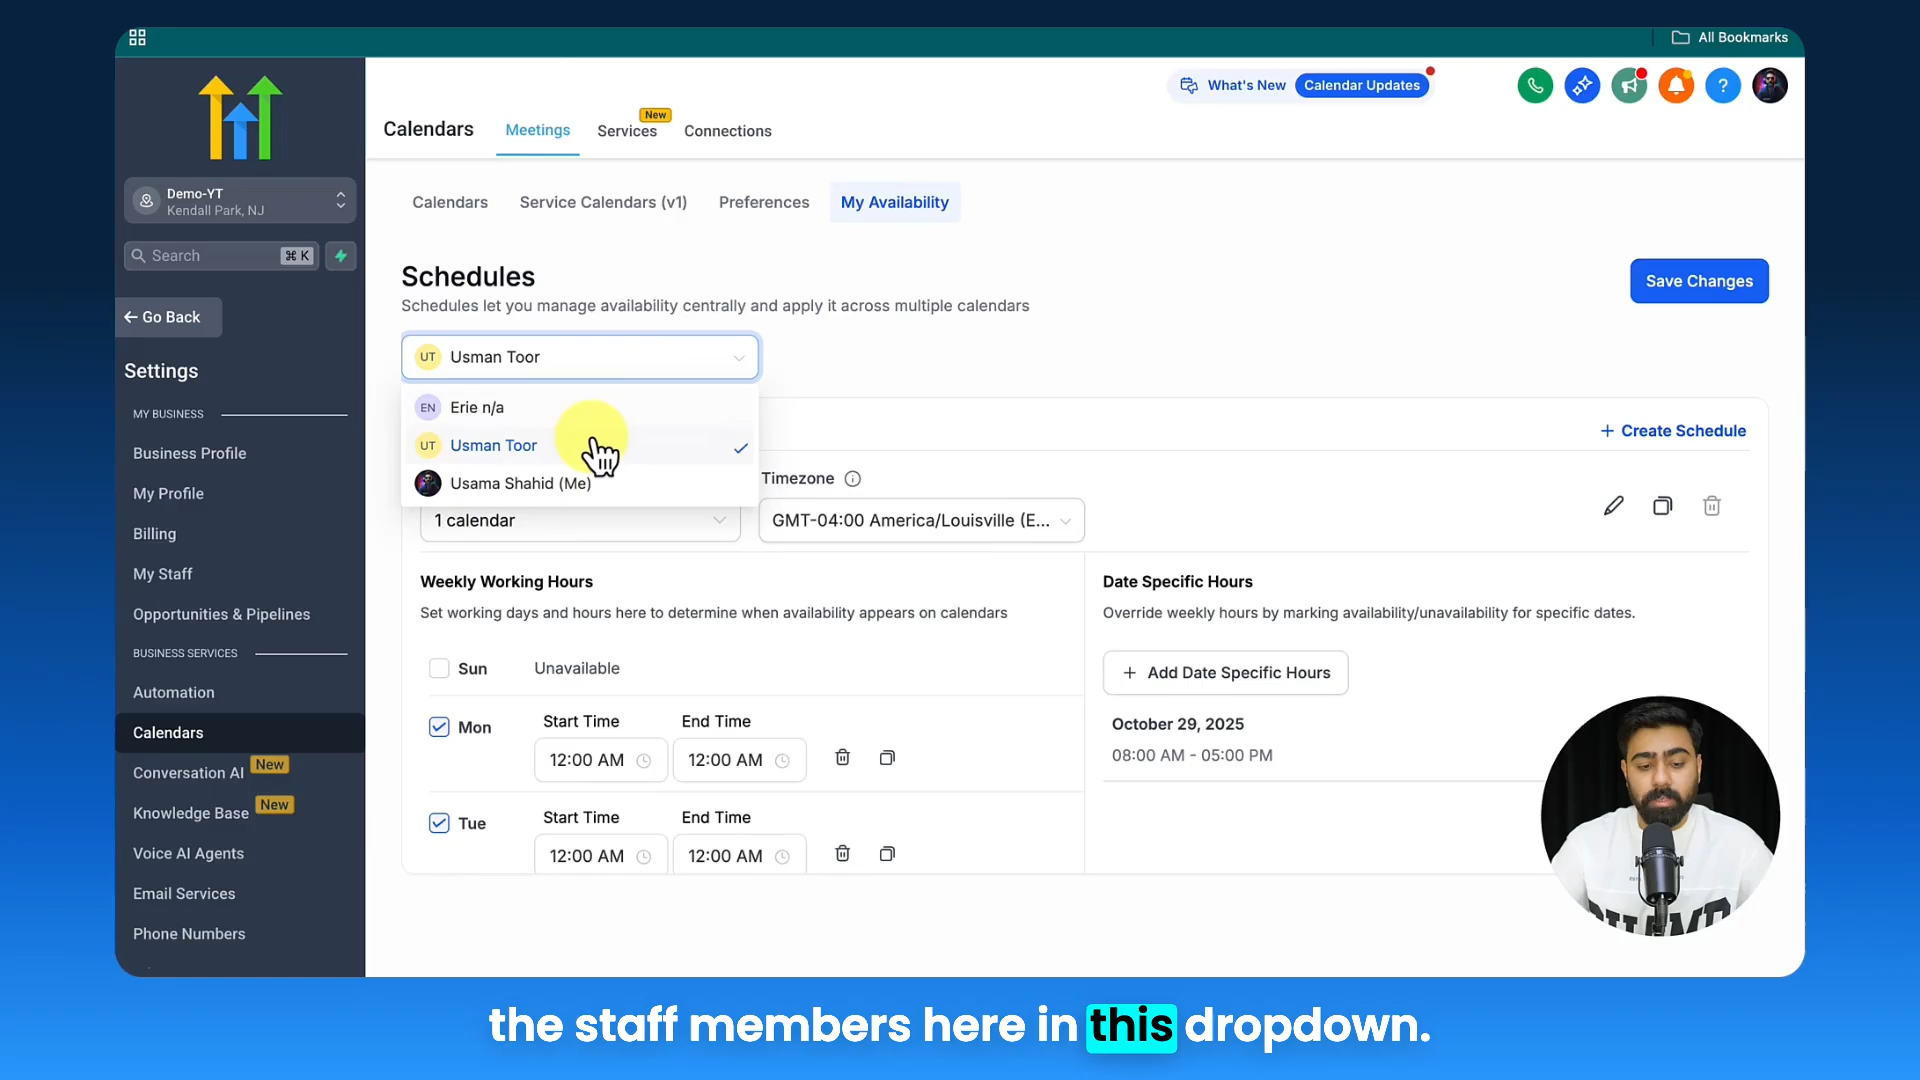 All Bookmarks
What's New
Calendar Updates
?
Calendars
Meetings
Services
New
Connections
Demo-YT
Kendall Park, NJ
Search
⌘ K
← Go Back
Settings
MY BUSINESS
Business Profile
My Profile
Billing
My Staff
Opportunities & Pipelines
BUSINESS SERVICES
Automation
Calendars
Conversation AI
New
Knowledge Base
New
Voice AI Agents
Email Services
Phone Numbers
Calendars
Service Calendars (v1)
Preferences
My Availability
Schedules
Schedules let you manage availability centrally and apply it across multiple calendars
Save Changes
UT Usman Toor
EN Erie n/a
UT Usman Toor
Usama Shahid (Me)
+ Create Schedule
1 calendar
Timezone
GMT-04:00 America/Louisville (E...
Weekly Working Hours
Set working days and hours here to determine when availability appears on calendars
Sun Unavailable
Mon
Start Time End Time
12:00 AM 12:00 AM
Tue
Start Time End Time
12:00 AM 12:00 AM
Date Specific Hours
Override weekly hours by marking availability/unavailability for specific dates.
+ Add Date Specific Hours
October 29, 2025
08:00 AM - 05:00 PM
the staff members here in this dropdown.